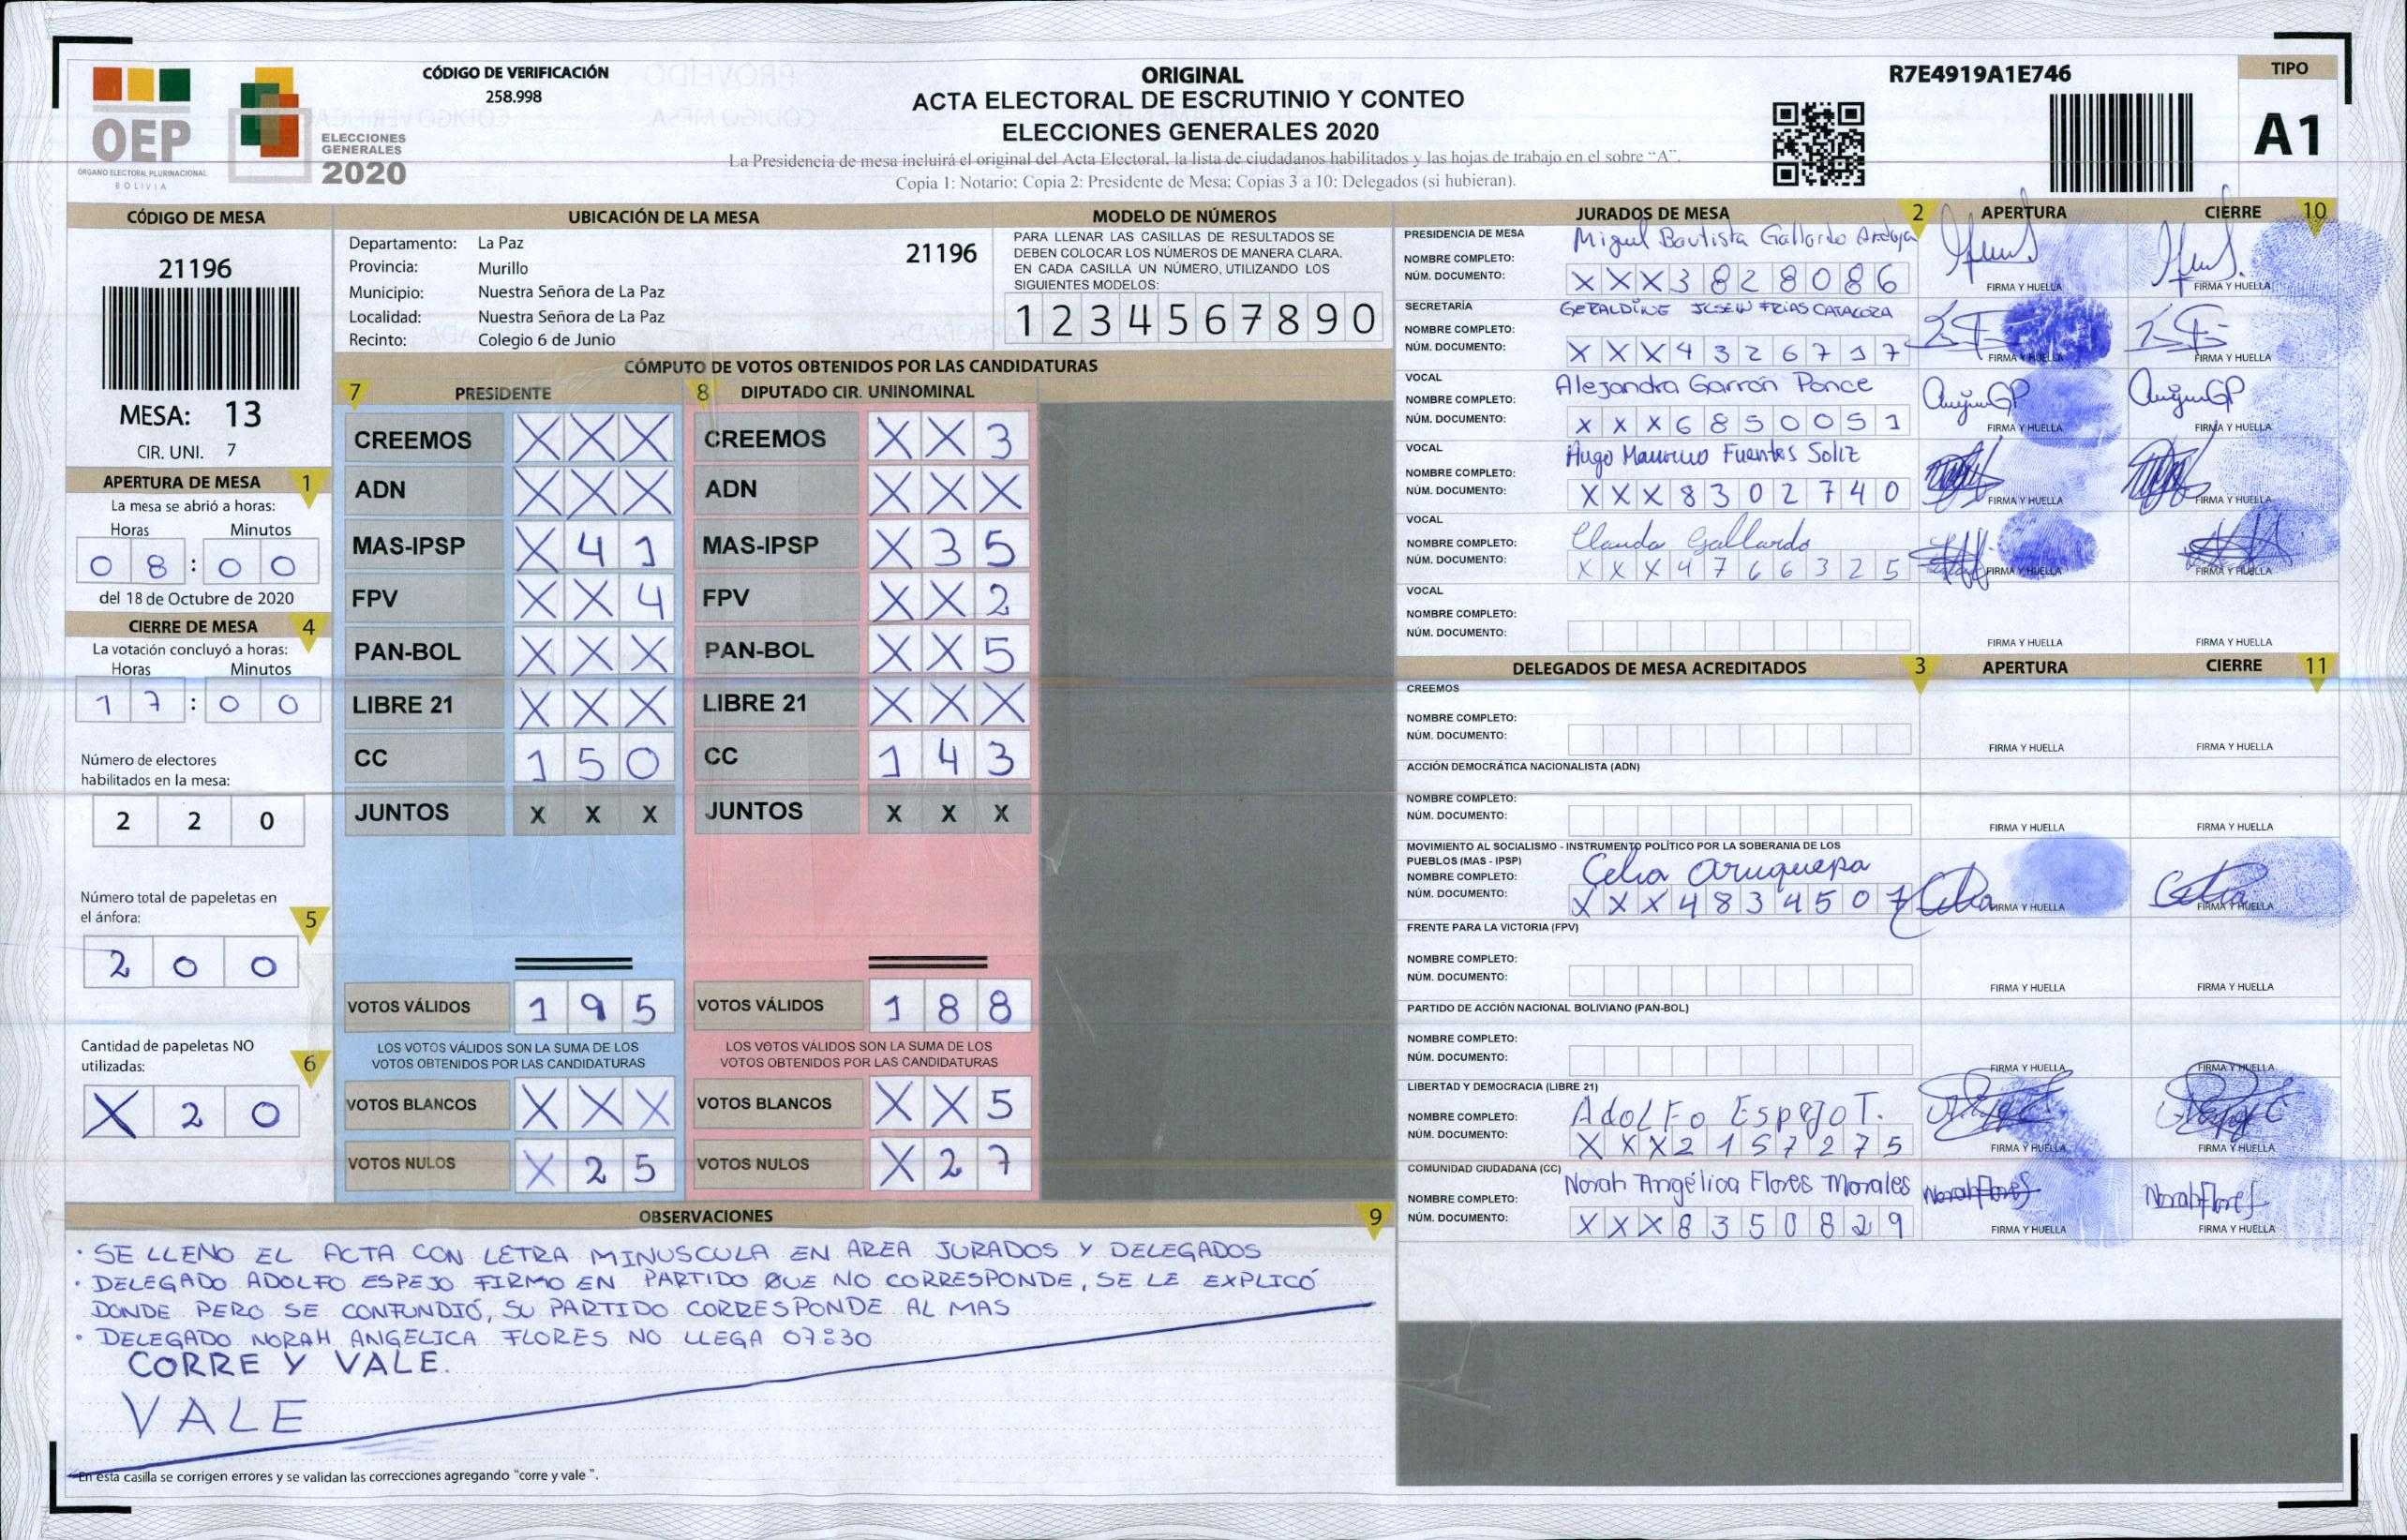 CÓDIGO DE VERIFICACIÓN
258.998
OEP
ÓRGANO ELECTORAL PLURINACIONAL
BOLIVIA
ELECCIONES
GENERALES
2020
ORIGINAL
ACTA ELECTORAL DE ESCRUTINIO Y CONTEO
ELECCIONES GENERALES 2020
La Presidencia de mesa incluirá el original del Acta Electoral, la lista de ciudadanos habilitados y las hojas de trabajo en el sobre "A".
Copia 1: Notario: Copia 2: Presidente de Mesa: Copias 3 a 10: Delegados (si hubieran).
R7E4919A1E746
TIPO
A1
CÓDIGO DE MESA
21196
MESA: 13
CIR. UNI. 7
APERTURA DE MESA 1
La mesa se abrió a horas:
Horas Minutos
0 8 : 0 0
del 18 de Octubre de 2020
CIERRE DE MESA 4
La votación concluyó a horas:
Horas Minutos
1 7 : 0 0
Número de electores
habilitados en la mesa:
2 2 0
Número total de papeletas en
el ánfora: 5
2 0 0
Cantidad de papeletas NO
utilizadas: 6
X 2 0
UBICACIÓN DE LA MESA
Departamento: La Paz 21196
Provincia: Murillo
Municipio: Nuestra Señora de La Paz
Localidad: Nuestra Señora de La Paz
Recinto: Colegio 6 de Junio
MODELO DE NÚMEROS
PARA LLENAR LAS CASILLAS DE RESULTADOS SE
DEBEN COLOCAR LOS NÚMEROS DE MANERA CLARA.
EN CADA CASILLA UN NÚMERO, UTILIZANDO LOS
SIGUIENTES MODELOS:
1 2 3 4 5 6 7 8 9 0
CÓMPUTO DE VOTOS OBTENIDOS POR LAS CANDIDATURAS
7 PRESIDENTE 8 DIPUTADO CIR. UNINOMINAL
CREEMOS X X X CREEMOS X X 3
ADN X X X ADN X X X
MAS-IPSP X 4 1 MAS-IPSP X 3 5
FPV X X 4 FPV X X 2
PAN-BOL X X X PAN-BOL X X 5
LIBRE 21 X X X LIBRE 21 X X X
CC 1 5 0 CC 1 4 3
JUNTOS X X X JUNTOS X X X
VOTOS VÁLIDOS 1 9 5 VOTOS VÁLIDOS 1 8 8
LOS VOTOS VÁLIDOS SON LA SUMA DE LOS LOS VOTOS VÁLIDOS SON LA SUMA DE LOS
VOTOS OBTENIDOS POR LAS CANDIDATURAS VOTOS OBTENIDOS POR LAS CANDIDATURAS
VOTOS BLANCOS X X X VOTOS BLANCOS X X 5
VOTOS NULOS X 2 5 VOTOS NULOS X 2 7
OBSERVACIONES 9
· SE LLENO EL ACTA CON LETRA MINUSCULA EN AREA JURADOS Y DELEGADOS
· DELEGADO ADOLFO ESPEJO FIRMO EN PARTIDO QUE NO CORRESPONDE, SE LE EXPLICÓ
DONDE PERO SE CONFUNDIÓ, SU PARTIDO CORRESPONDE AL MAS
· DELEGADO NORAH ANGELICA FLORES NO LLEGA 07:30
CORRE Y VALE.
VALE
En esta casilla se corrigen errores y se validan las correcciones agregando "corre y vale ".
JURADOS DE MESA 2 APERTURA CIERRE 10
PRESIDENCIA DE MESA Miguel Bautista Gallardo
NOMBRE COMPLETO:
NÚM. DOCUMENTO: X X X 3 8 2 8 0 8 6 FIRMA Y HUELLA FIRMA Y HUELLA
SECRETARÍA GERALDINE FRIAS CATACORA
NOMBRE COMPLETO:
NÚM. DOCUMENTO: X X X 4 3 2 6 7 1 7 FIRMA Y HUELLA FIRMA Y HUELLA
VOCAL Alejandra Garrón Ponce
NOMBRE COMPLETO:
NÚM. DOCUMENTO: X X X 6 8 5 0 0 5 1 FIRMA Y HUELLA FIRMA Y HUELLA
VOCAL Hugo Mauricio Fuentes Soliz
NOMBRE COMPLETO:
NÚM. DOCUMENTO: X X X 8 3 0 2 7 4 0 FIRMA Y HUELLA FIRMA Y HUELLA
VOCAL
NOMBRE COMPLETO: Claudia Gallardo
NÚM. DOCUMENTO: X X X 4 7 6 6 3 2 5 FIRMA Y HUELLA FIRMA Y HUELLA
VOCAL
NOMBRE COMPLETO:
NÚM. DOCUMENTO: FIRMA Y HUELLA FIRMA Y HUELLA
DELEGADOS DE MESA ACREDITADOS 3 APERTURA CIERRE 11
CREEMOS
NOMBRE COMPLETO:
NÚM. DOCUMENTO: FIRMA Y HUELLA FIRMA Y HUELLA
ACCIÓN DEMOCRÁTICA NACIONALISTA (ADN)
NOMBRE COMPLETO:
NÚM. DOCUMENTO: FIRMA Y HUELLA FIRMA Y HUELLA
MOVIMIENTO AL SOCIALISMO - INSTRUMENTO POLÍTICO POR LA SOBERANIA DE LOS
PUEBLOS (MAS - IPSP)
NOMBRE COMPLETO: Celia Aruquepa
NÚM. DOCUMENTO: X X X 4 8 3 4 5 0 7 Celia FIRMA Y HUELLA Celia FIRMA Y HUELLA
FRENTE PARA LA VICTORIA (FPV)
NOMBRE COMPLETO:
NÚM. DOCUMENTO: FIRMA Y HUELLA FIRMA Y HUELLA
PARTIDO DE ACCIÓN NACIONAL BOLIVIANO (PAN-BOL)
NOMBRE COMPLETO:
NÚM. DOCUMENTO: FIRMA Y HUELLA FIRMA Y HUELLA
LIBERTAD Y DEMOCRACIA (LIBRE 21)
NOMBRE COMPLETO: Adolfo Espejo T.
NÚM. DOCUMENTO: X X X 2 1 5 7 2 7 5 FIRMA Y HUELLA FIRMA Y HUELLA
COMUNIDAD CIUDADANA (CC)
NOMBRE COMPLETO: Norah Angélica Flores Morales Norah Flores Norah Flores
NÚM. DOCUMENTO: X X X 8 3 5 0 8 2 9 FIRMA Y HUELLA FIRMA Y HUELLA